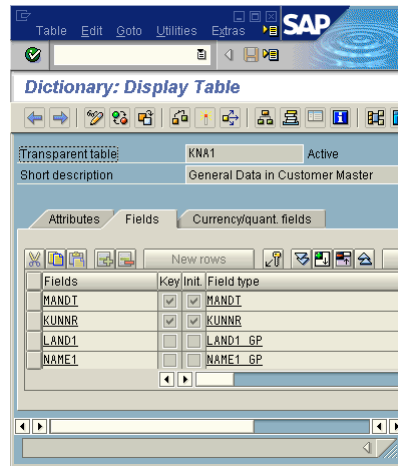 Table Edit Goto Utilities Extras SAP
Dictionary: Display Table
Transparent table KNA1 Active
Short description General Data in Customer Master
Attributes Fields Currency/quant. fields
New rows
Fields Key Init. Field type
MANDT MANDT
KUNNR KUNNR
LAND1 LAND1_GP
NAME1 NAME1_GP